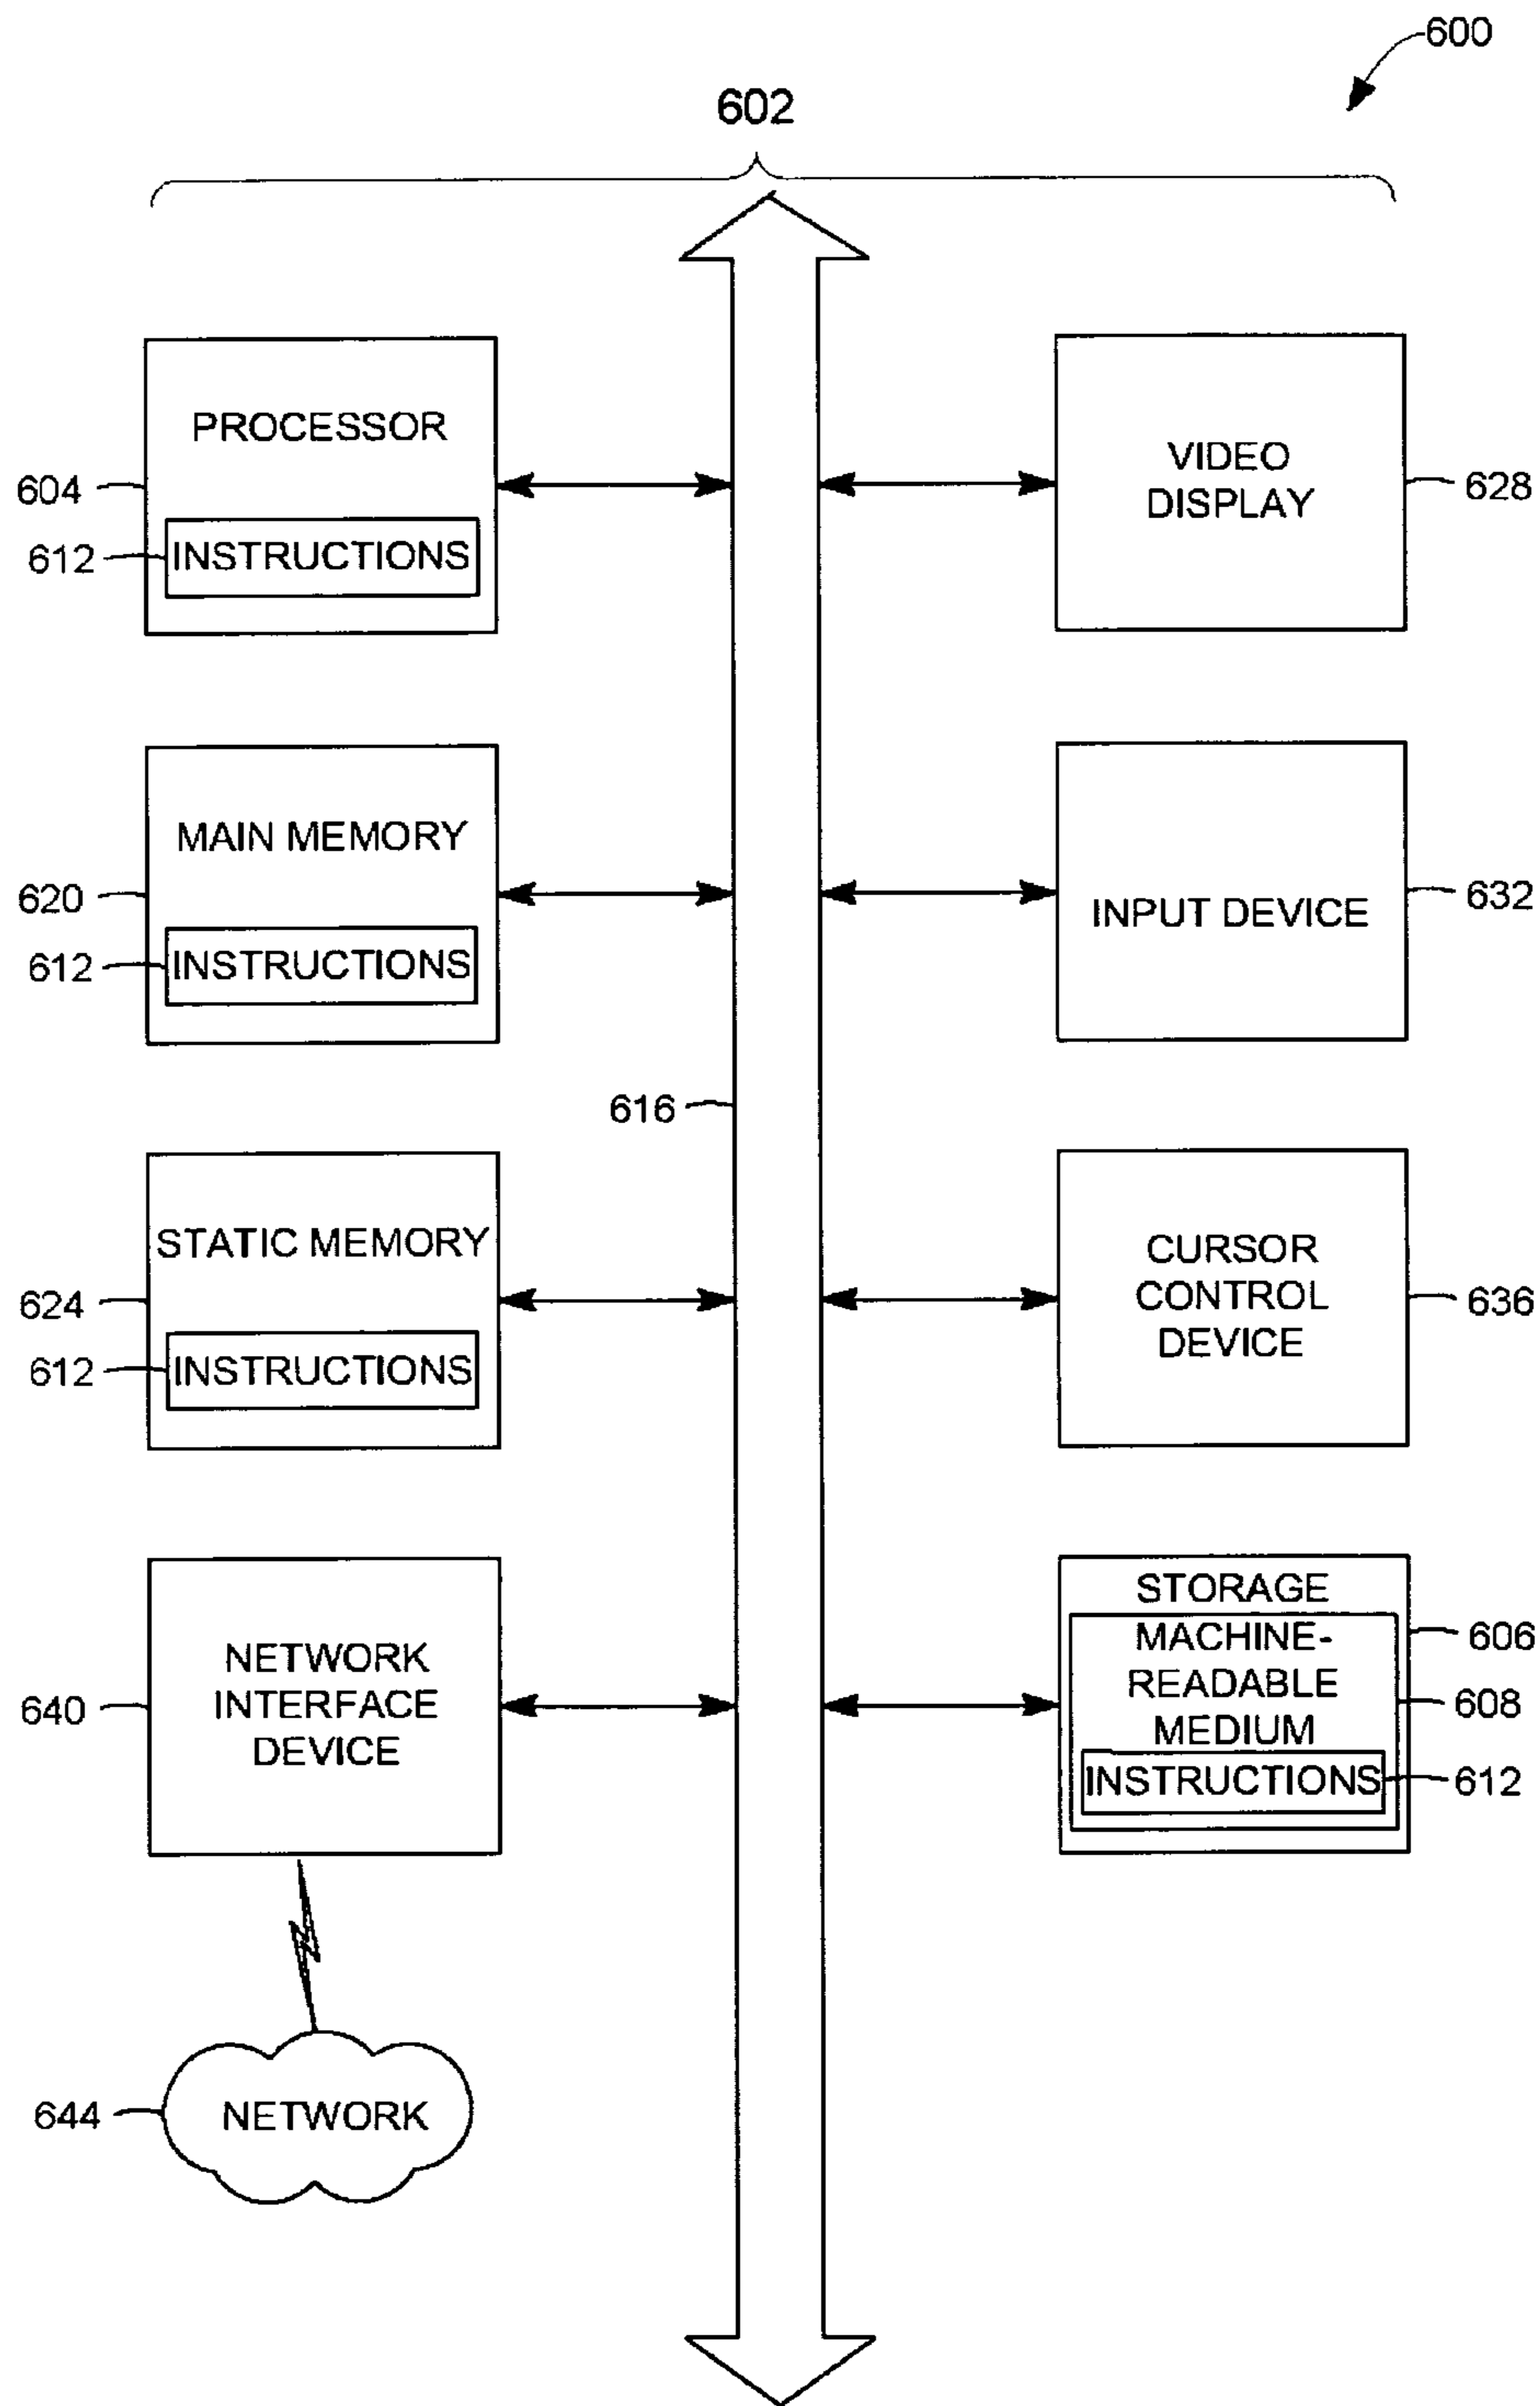 600
602
PROCESSOR
604
612
INSTRUCTIONS
VIDEO
DISPLAY
628
MAIN MEMORY
620
612
INSTRUCTIONS
INPUT DEVICE
632
616
STATIC MEMORY
624
612
INSTRUCTIONS
CURSOR
CONTROL
DEVICE
636
NETWORK
INTERFACE
DEVICE
640
STORAGE
606
MACHINE-
READABLE
MEDIUM
608
INSTRUCTIONS
612
644
NETWORK